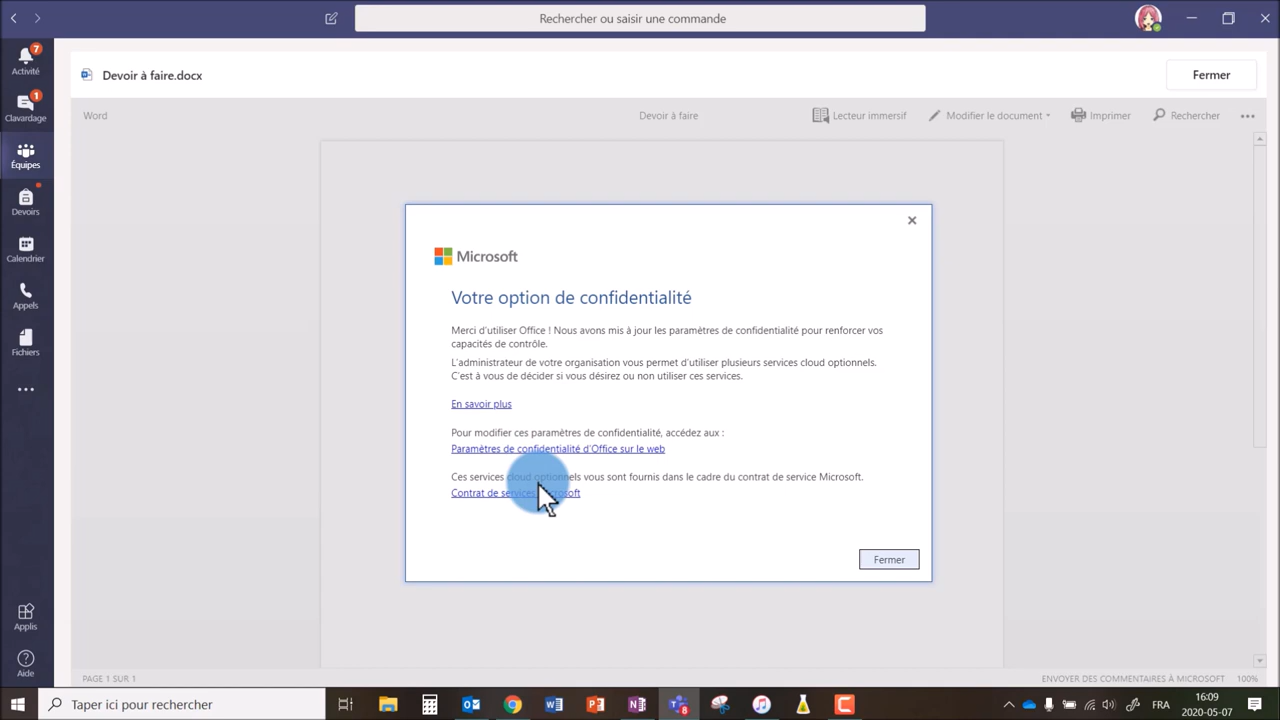 Rechercher ou saisir une commande
7
Activité
1
Clavardage
Équipes
Devoirs
Calendrier
Appels
Fichiers
Applis
Aide
Devoir à faire.docx
Fermer
Word
Devoir à faire
Lecteur immersif
Modifier le document
Imprimer
Rechercher
Microsoft
Votre option de confidentialité
Merci d'utiliser Office ! Nous avons mis à jour les paramètres de confidentialité pour renforcer vos
capacités de contrôle.
L'administrateur de votre organisation vous permet d'utiliser plusieurs services cloud optionnels.
C'est à vous de décider si vous désirez ou non utiliser ces services.
En savoir plus
Pour modifier ces paramètres de confidentialité, accédez aux :
Paramètres de confidentialité d'Office sur le web
Ces services cloud optionnels vous sont fournis dans le cadre du contrat de service Microsoft.
Contrat de services Microsoft
Fermer
PAGE 1 SUR 1
ENVOYER DES COMMENTAIRES À MICROSOFT
100%
Taper ici pour rechercher
8
FRA
16:09
2020-05-07